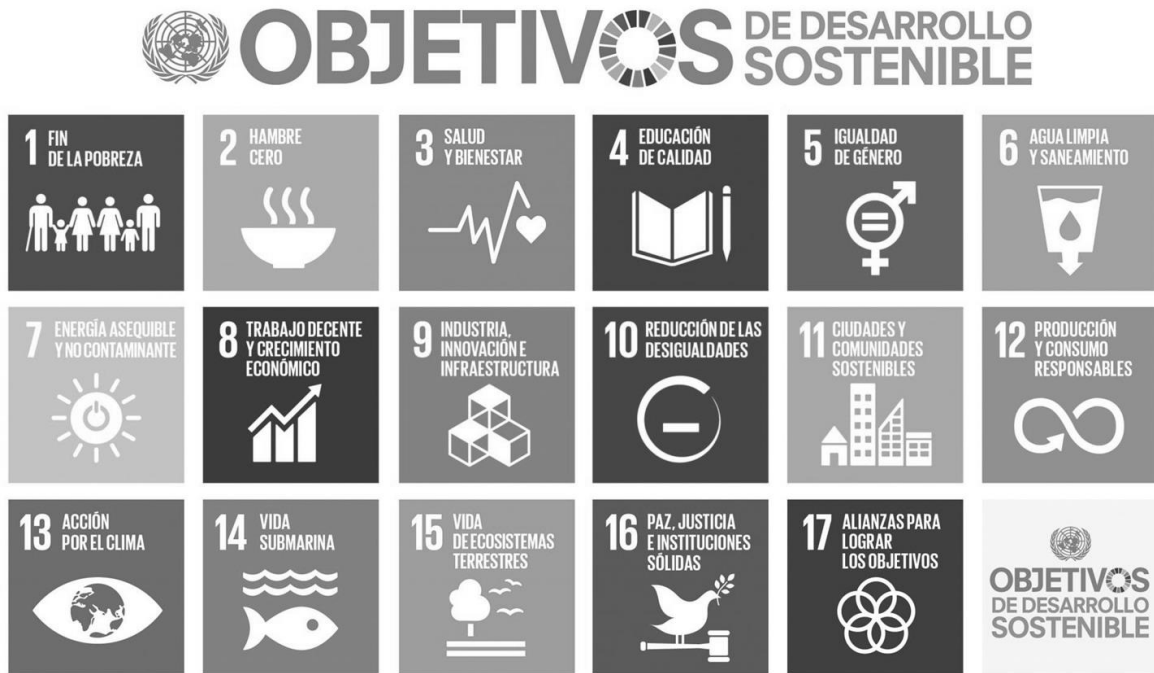 OBJETIVOS DE DESARROLLO
SOSTENIBLE
1 FIN
DE LA POBREZA
2 HAMBRE
CERO
3 SALUD
Y BIENESTAR
4 EDUCACIÓN
DE CALIDAD
5 IGUALDAD
DE GÉNERO
6 AGUA LIMPIA
Y SANEAMIENTO
7 ENERGÍA ASEQUIBLE
Y NO CONTAMINANTE
8 TRABAJO DECENTE
Y CRECIMIENTO
ECONÓMICO
9 INDUSTRIA,
INNOVACIÓN E
INFRAESTRUCTURA
10 REDUCCIÓN DE LAS
DESIGUALDADES
11 CIUDADES Y
COMUNIDADES
SOSTENIBLES
12 PRODUCCIÓN
Y CONSUMO
RESPONSABLES
13 ACCIÓN
POR EL CLIMA
14 VIDA
SUBMARINA
15 VIDA
DE ECOSISTEMAS
TERRESTRES
16 PAZ, JUSTICIA
E INSTITUCIONES
SÓLIDAS
17 ALIANZAS PARA
LOGRAR
LOS OBJETIVOS
OBJETIVOS
DE DESARROLLO
SOSTENIBLE